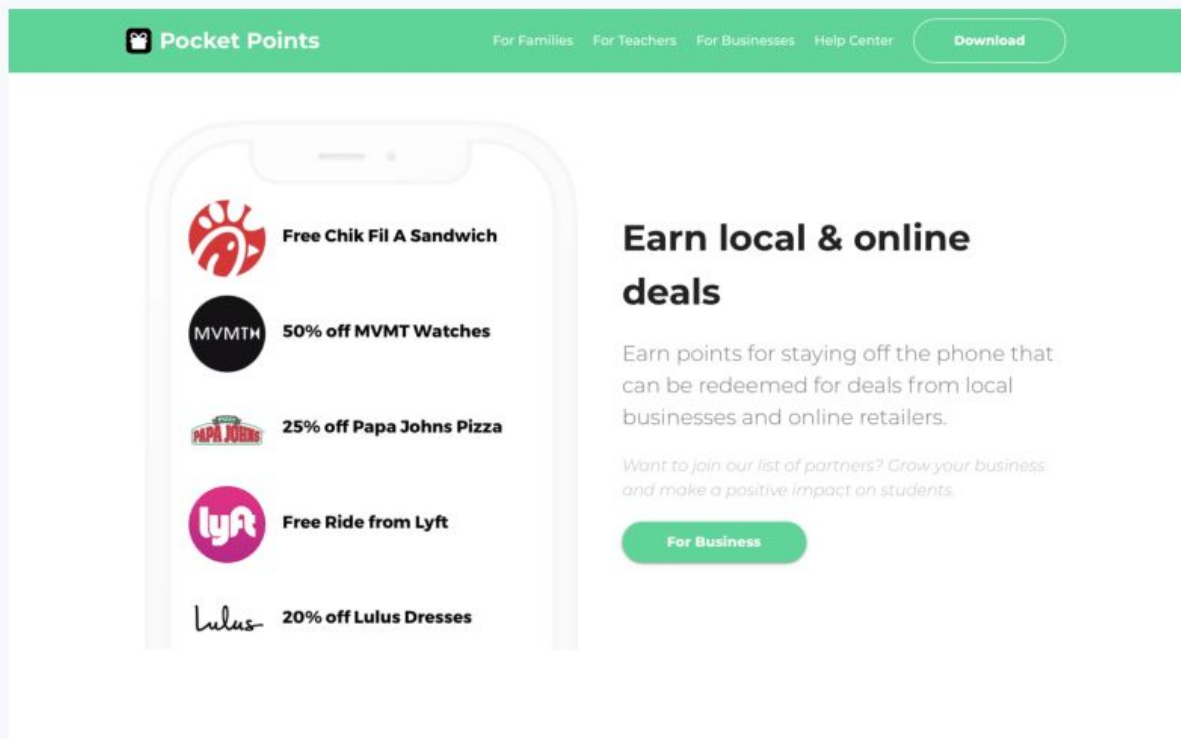 Pocket Points
For Families For Teachers For Businesses Help Center Download
Free Chik Fil A Sandwich
MVMT
50% off MVMT Watches
PIZZA
PAPA JOHNS
25% off Papa Johns Pizza
lyft
Free Ride from Lyft
Lulus
20% off Lulus Dresses
Earn local & online
deals
Earn points for staying off the phone that
can be redeemed for deals from local
businesses and online retailers.
Want to join our list of partners? Grow your business
and make a positive impact on students.
For Business